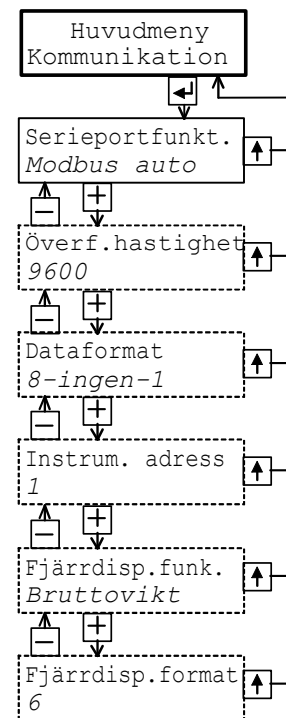 Huvudmeny
Kommunikation
Serieportfunkt.
Modbus auto
Överf.hastighet
9600
Dataformat
8-ingen-1
Instrum. adress
1
Fjärrdisp.funk.
Bruttovikt
Fjärrdisp.format
6